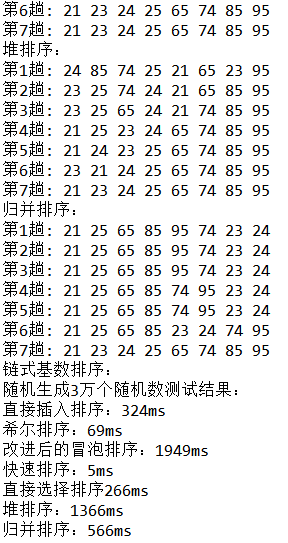 第6趟: 21 23 24 25 65 74 85 95
第7趟: 21 23 24 25 65 74 85 95
堆排序:
第1趟: 24 85 74 25 21 65 23 95
第2趟: 23 25 74 24 21 65 85 95
第3趟: 23 25 65 24 21 74 85 95
第4趟: 21 25 23 24 65 74 85 95
第5趟: 21 24 23 25 65 74 85 95
第6趟: 23 21 24 25 65 74 85 95
第7趟: 21 23 24 25 65 74 85 95
归并排序:
第1趟: 21 25 65 85 95 74 23 24
第2趟: 21 25 65 85 95 74 23 24
第3趟: 21 25 65 85 95 74 23 24
第4趟: 21 25 65 85 74 95 23 24
第5趟: 21 25 65 85 74 95 23 24
第6趟: 21 25 65 85 23 24 74 95
第7趟: 21 23 24 25 65 74 85 95
链式基数排序:
随机生成3万个随机数测试结果:
直接插入排序: 324ms
希尔排序: 69ms
改进后的冒泡排序: 1949ms
快速排序: 5ms
直接选择排序266ms
堆排序: 1366ms
归并排序: 566ms